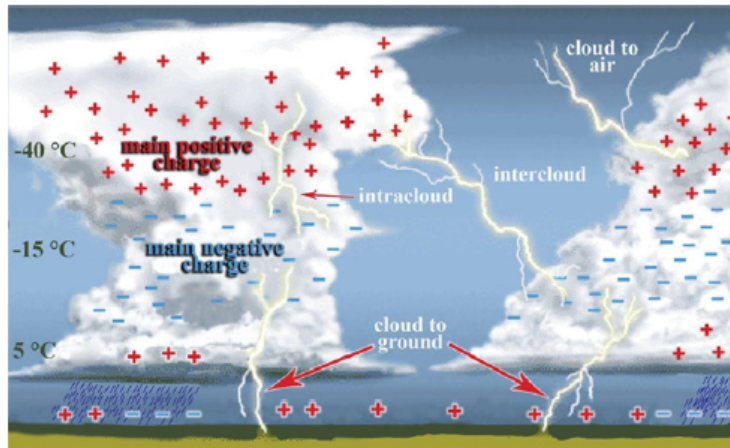 cloud to
air
main positive
charge
-40 °C
intracloud
intercloud
main negative
charge
-15 °C
cloud to
ground
5 °C